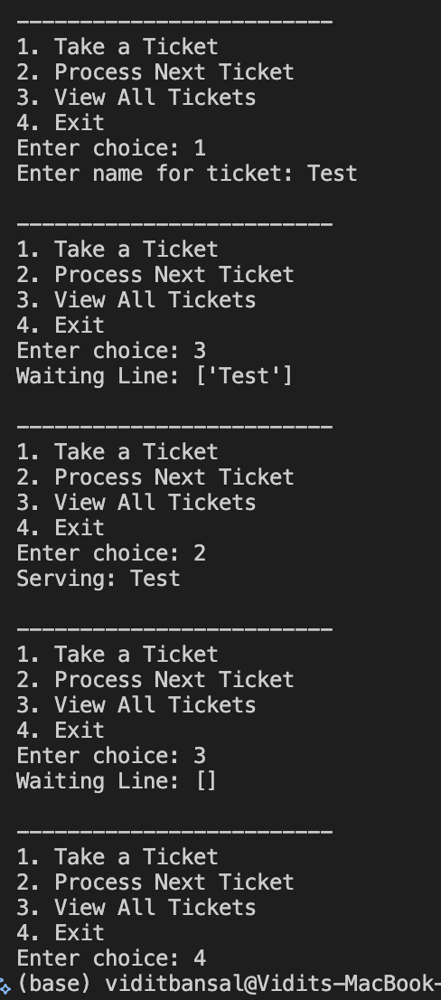 -------------------------
1. Take a Ticket
2. Process Next Ticket
3. View All Tickets
4. Exit
Enter choice: 1
Enter name for ticket: Test
-------------------------
1. Take a Ticket
2. Process Next Ticket
3. View All Tickets
4. Exit
Enter choice: 3
Waiting Line: ['Test']
-------------------------
1. Take a Ticket
2. Process Next Ticket
3. View All Tickets
4. Exit
Enter choice: 2
Serving: Test
-------------------------
1. Take a Ticket
2. Process Next Ticket
3. View All Tickets
4. Exit
Enter choice: 3
Waiting Line: []
-------------------------
1. Take a Ticket
2. Process Next Ticket
3. View All Tickets
4. Exit
Enter choice: 4
(base) viditbansal@Vidits-MacBook-